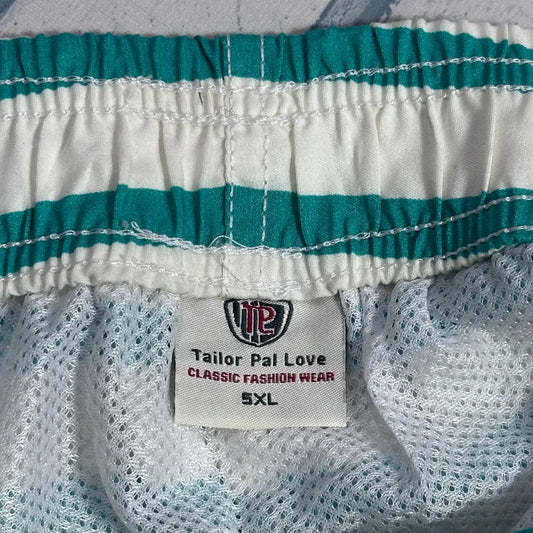 TPL
Tailor Pal Love
CLASSIC FASHION WEAR
5XL